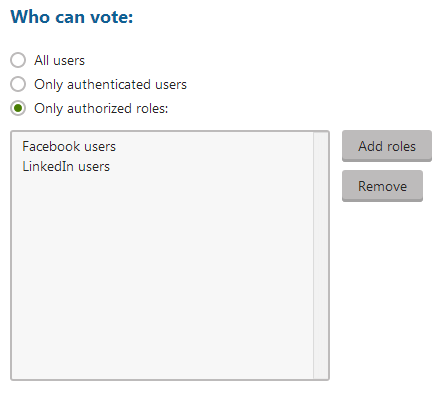 Who can vote:
All users
Only authenticated users
Only authorized roles:
Facebook users
LinkedIn users
Add roles
Remove